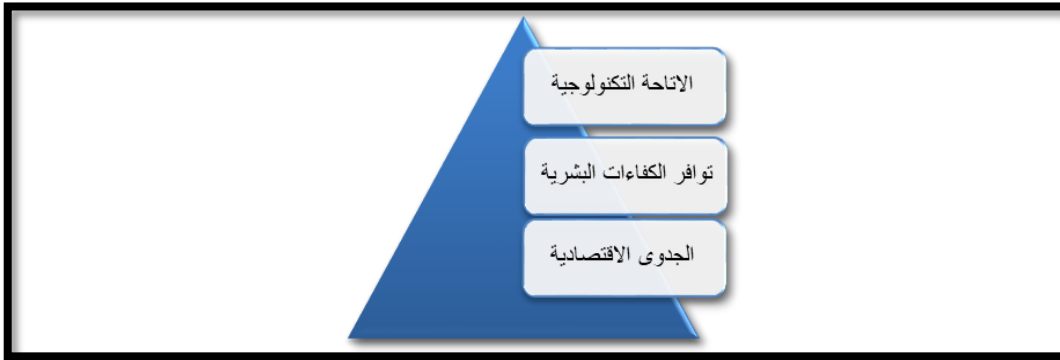 الاتاحة التكنولوجية
توافر الكفاءات البشرية
الجدوى الاقتصادية